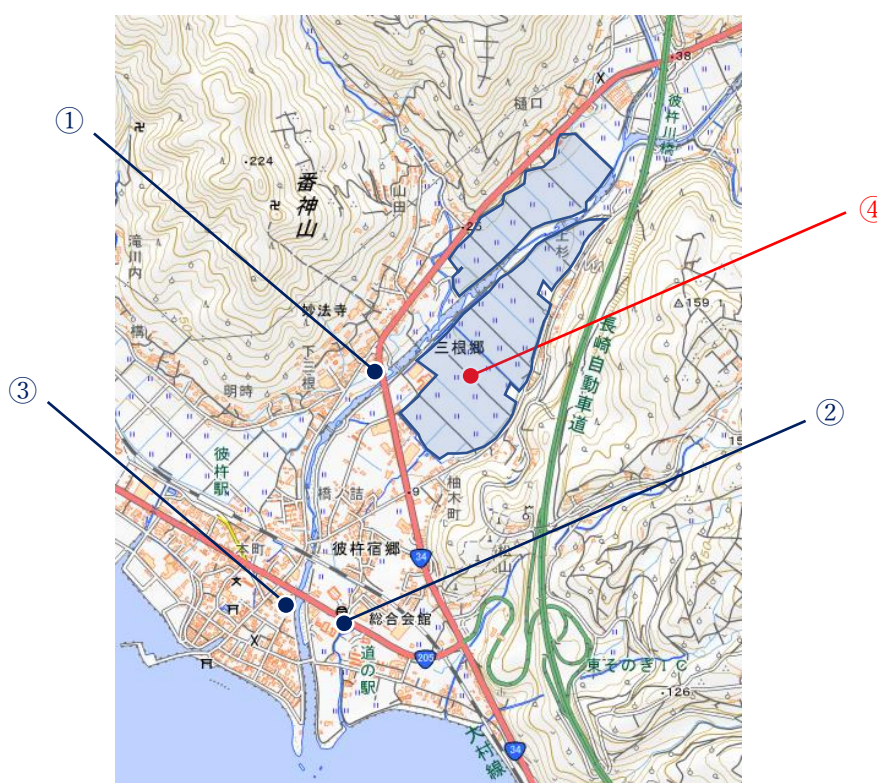 ・38
樋口
彼杵川橋
①
・224
番神山
山田
25
上杉
④
滝川内
159.1
妙法寺
三根郷
長崎自動車道
橋
下三根
③
明時
②
彼杵駅
柚木町
・9
橋ノ詰
本町
彼杵宿郷
34
松山
総合会館
道の駅
205
東そのぎIC
・126
大村線
34